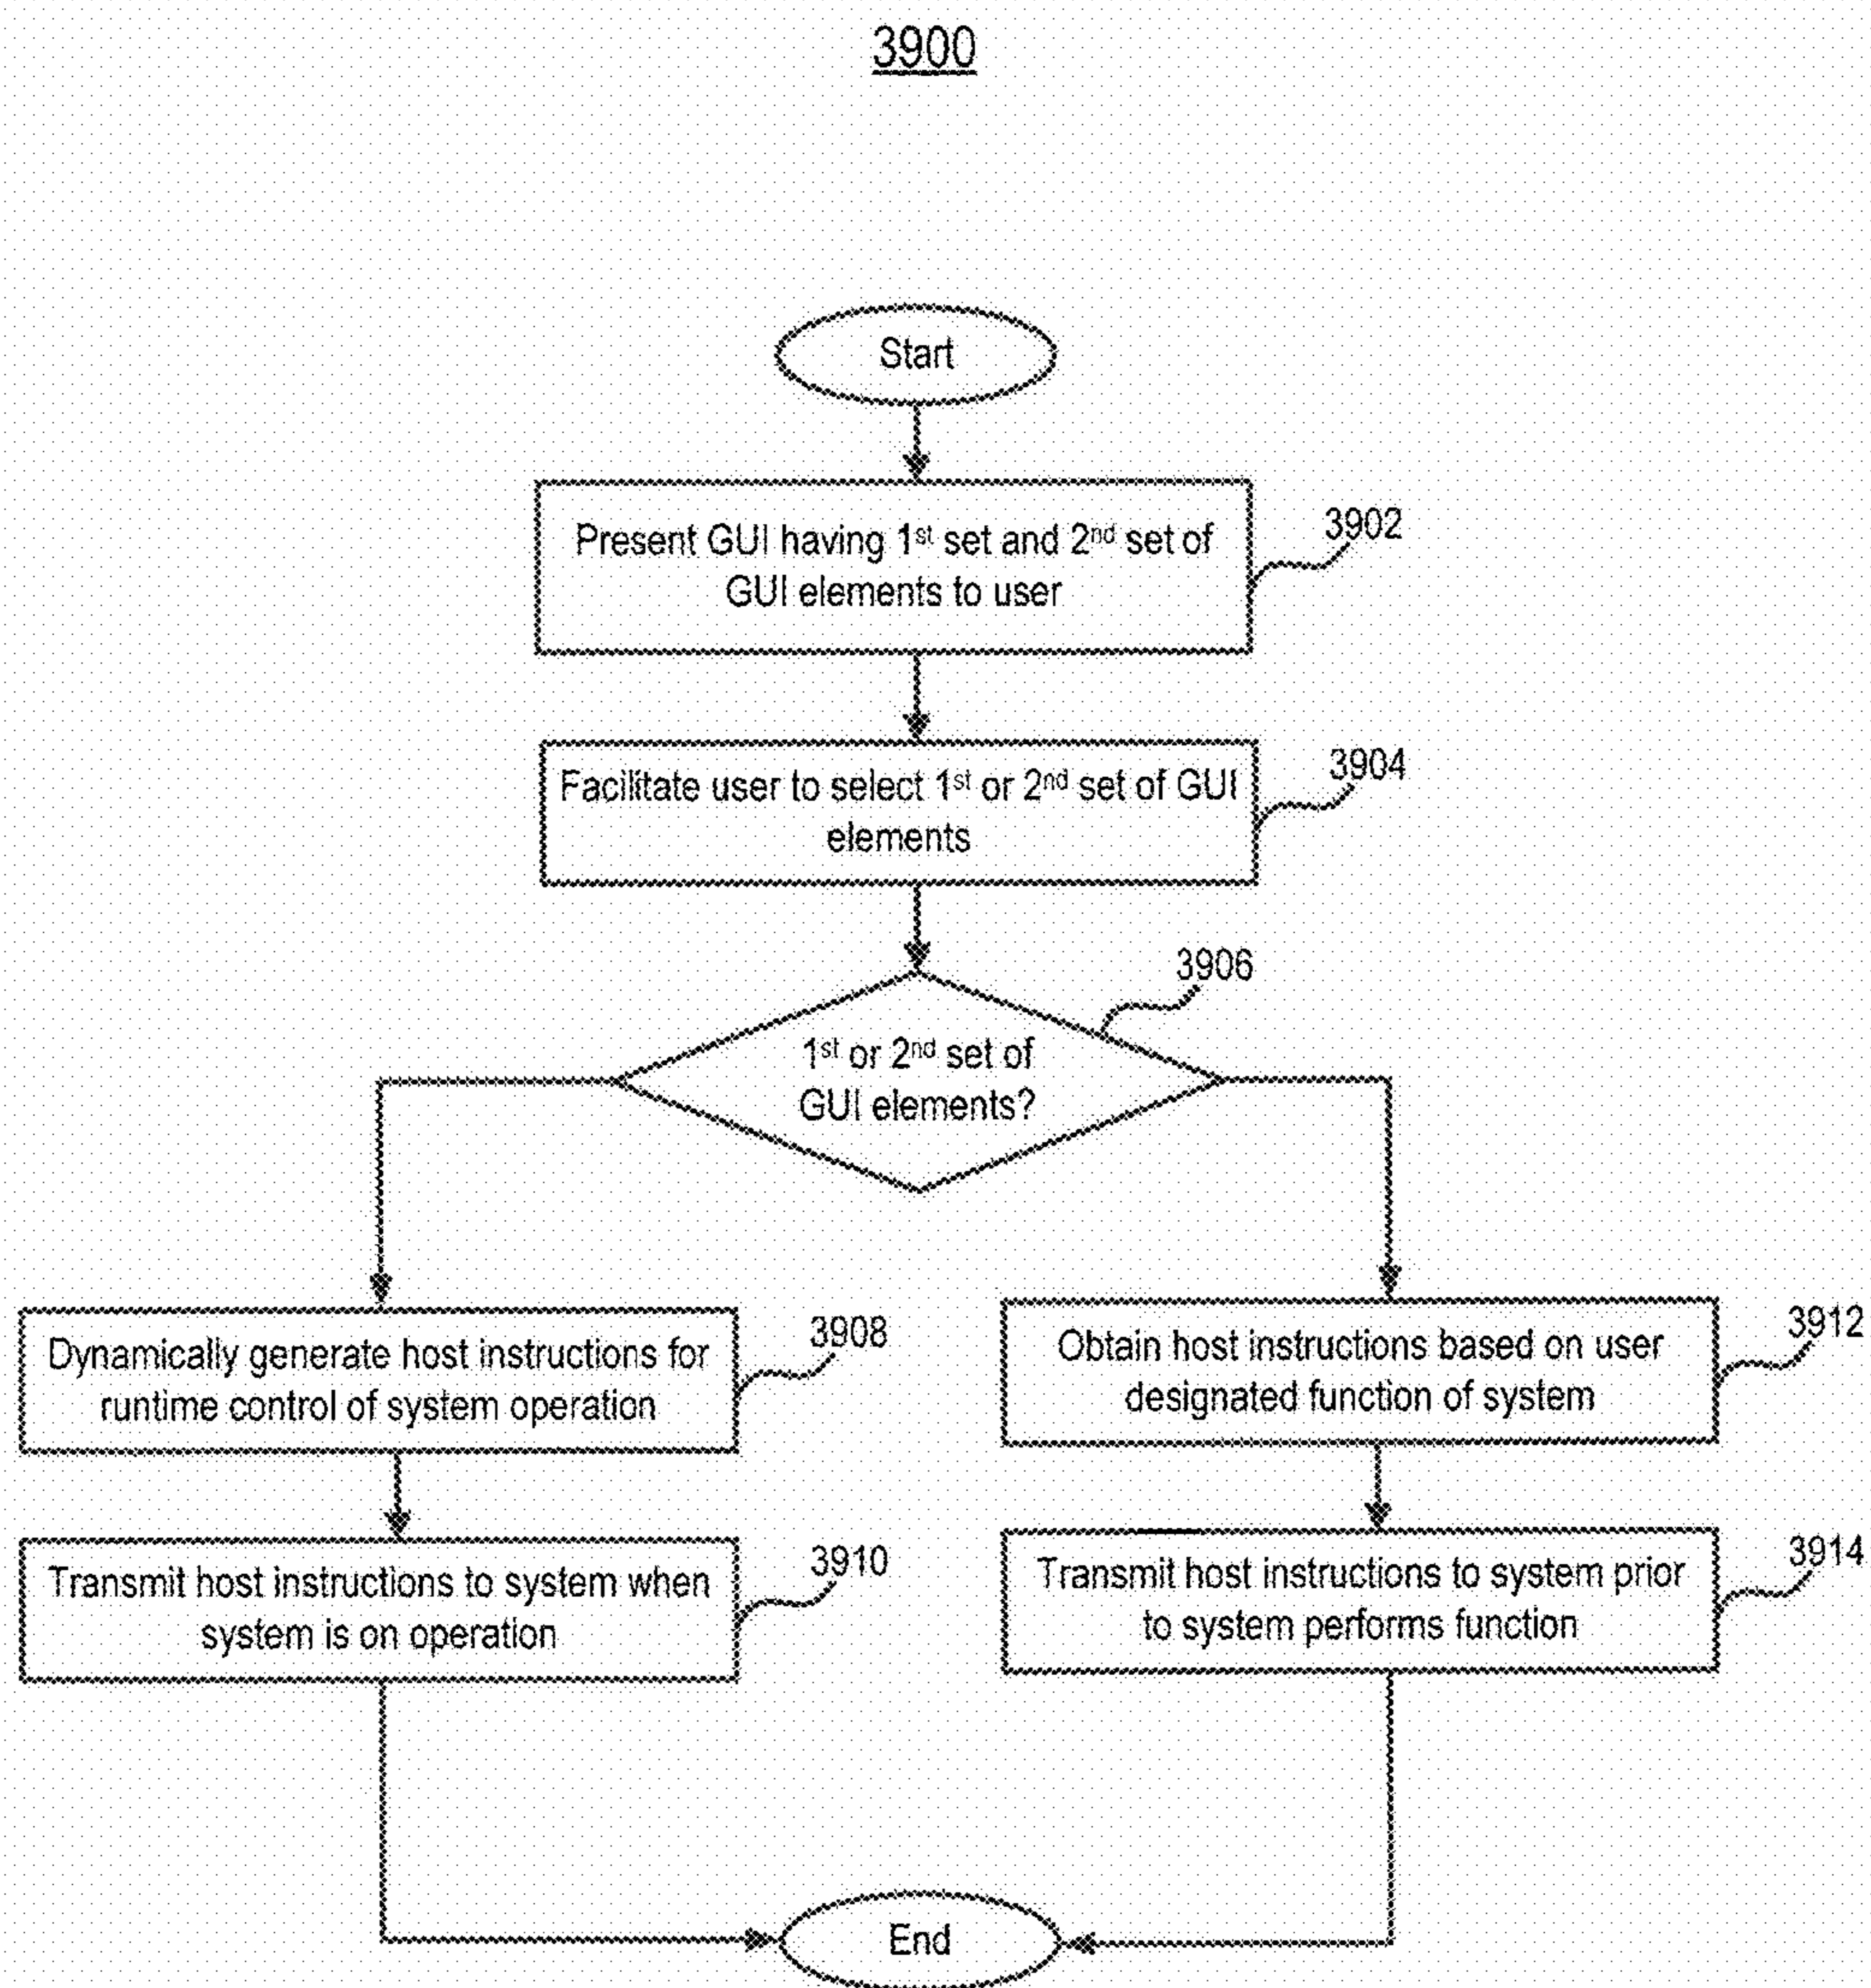 3900
Start
Present GUI having 1st set and 2nd set of
GUI elements to user
3902
Facilitate user to select 1st or 2nd set of GUI
elements
3904
3906
1st or 2nd set of
GUI elements?
Dynamically generate host instructions for
runtime control of system operation
3908
Obtain host instructions based on user
designated function of system
3912
Transmit host instructions to system when
system is on operation
3910
Transmit host instructions to system prior
to system performs function
3914
End